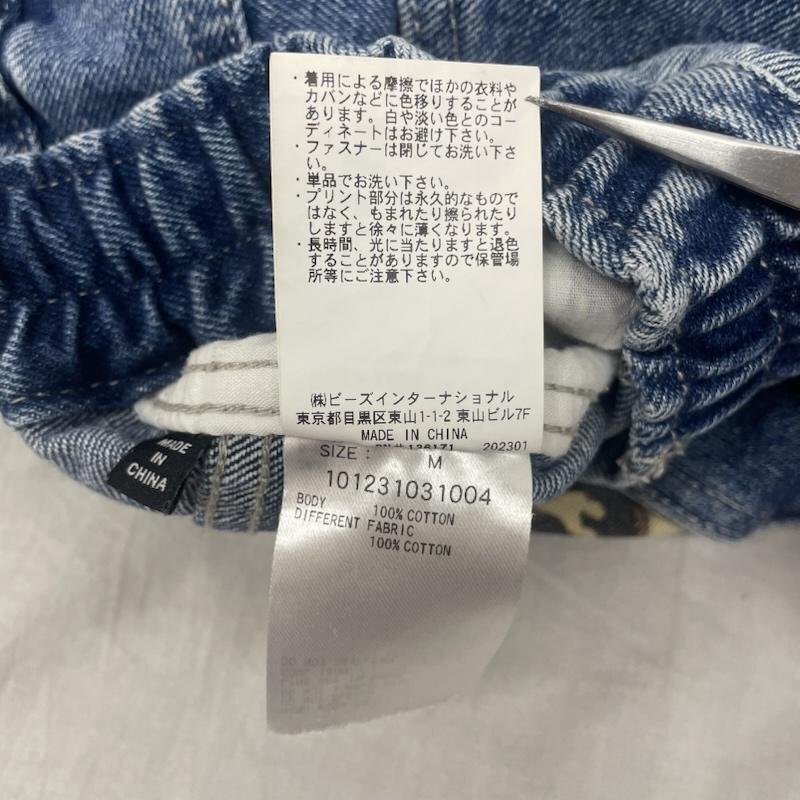 ・着用による摩擦でほかの衣料や
カバンなどに色移りすることが
あります。白や淡い色とのコー
ディネートはお避け下さい。
・ファスナーは閉じてお洗い下さ
い。
・単品でお洗い下さい。
・プリント部分は永久的なもので
はなく、もまれたり擦られたり
しますと徐々に薄くなります。
・長時間、光に当たりますと退色
することがありますので保管場
所等にご注意下さい。
(株)ビーズインターナショナル
東京都目黒区東山1-1-2 東山ビル7F
MADE IN CHINA
202301
SIZE: M
101231031004
BODY
100% COTTON
DIFFERENT FABRIC
100% COTTON
MADE
IN
CHINA